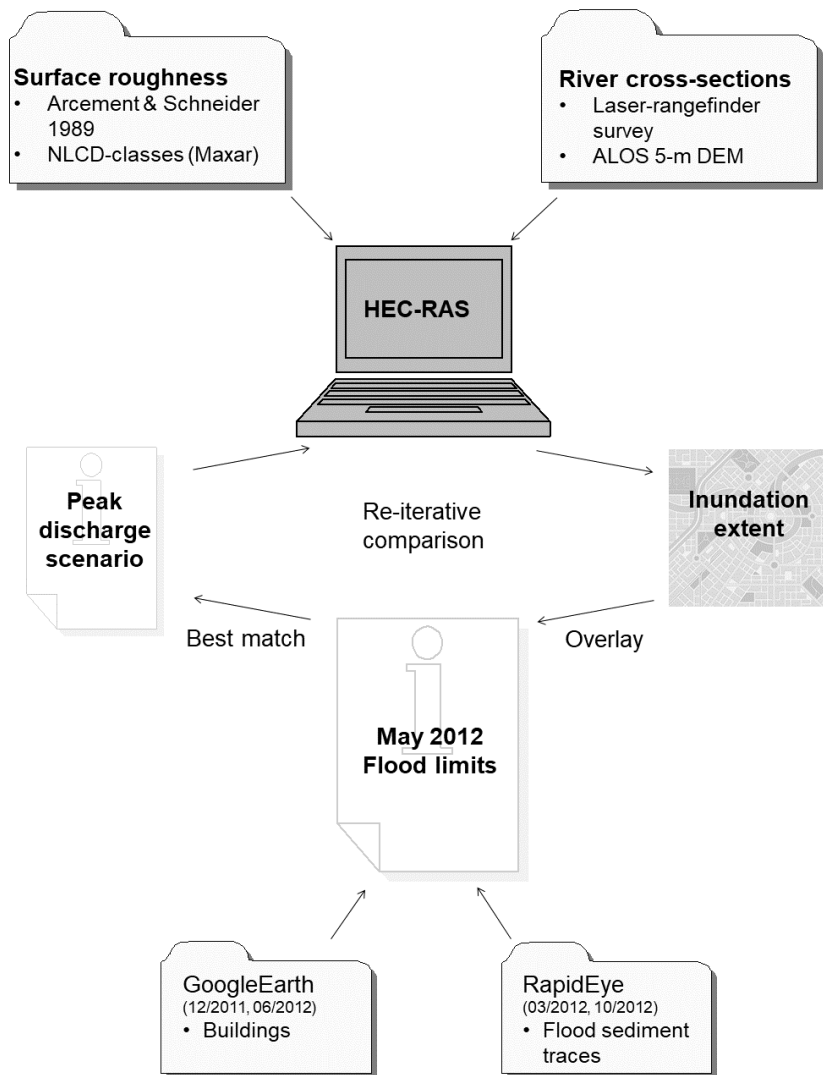 Surface roughness
• Arcement & Schneider
1989
• NLCD-classes (Maxar)
River cross-sections
• Laser-rangefinder
survey
• ALOS 5-m DEM
HEC-RAS
Peak
discharge
scenario
Re-iterative
comparison
Inundation
extent
Best match
Overlay
May 2012
Flood limits
GoogleEarth
(12/2011, 06/2012)
• Buildings
RapidEye
(03/2012, 10/2012)
• Flood sediment
traces